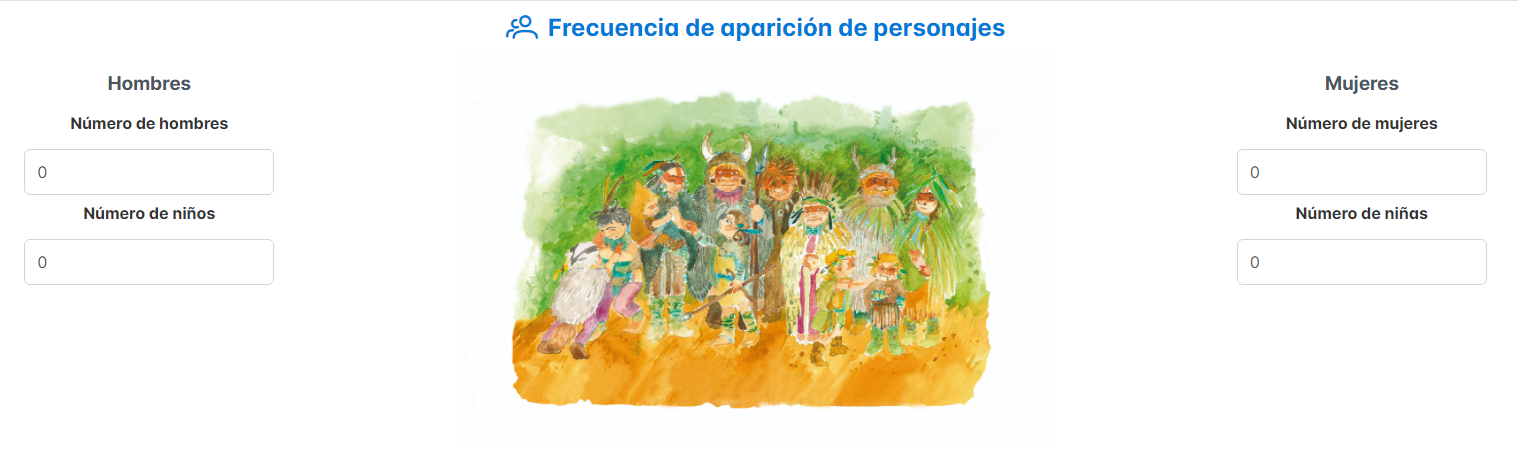 Frecuencia de aparición de personajes
Hombres
Número de hombres
0
Número de niños
0
Mujeres
Número de mujeres
0
Número de niñas
0